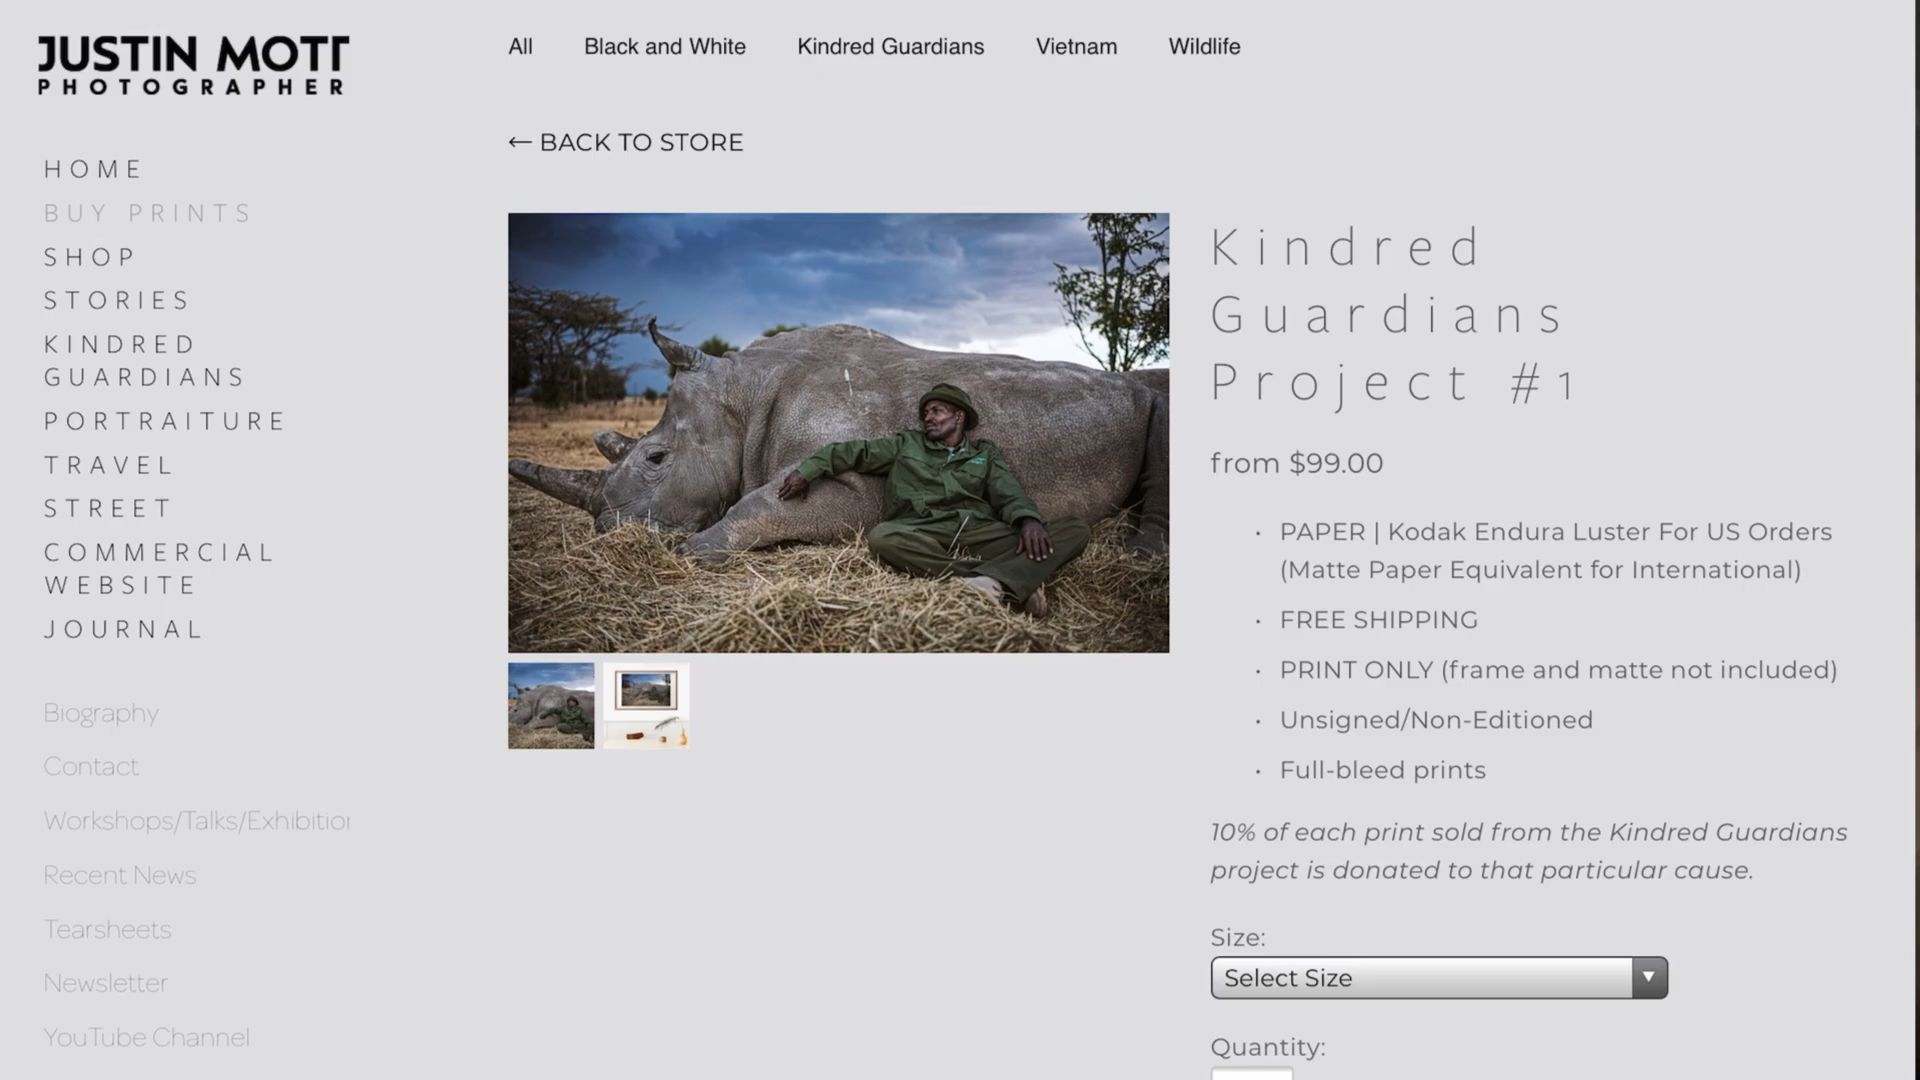 JUSTIN MOTT
PHOTOGRAPHER
HOME
BUY PRINTS
SHOP
STORIES
KINDRED
GUARDIANS
PORTRAITURE
TRAVEL
STREET
COMMERCIAL
WEBSITE
JOURNAL
Biography
Contact
Workshops/Talks/Exhibition
Recent News
Tearsheets
Newsletter
YouTube Channel
All Black and White Kindred Guardians Vietnam Wildlife
← BACK TO STORE
Kindred
Guardians
Project #1
from $99.00
• PAPER | Kodak Endura Luster For US Orders
(Matte Paper Equivalent for International)
• FREE SHIPPING
• PRINT ONLY (frame and matte not included)
• Unsigned/Non-Editioned
• Full-bleed prints
10% of each print sold from the Kindred Guardians
project is donated to that particular cause.
Size:
Select Size
Quantity: